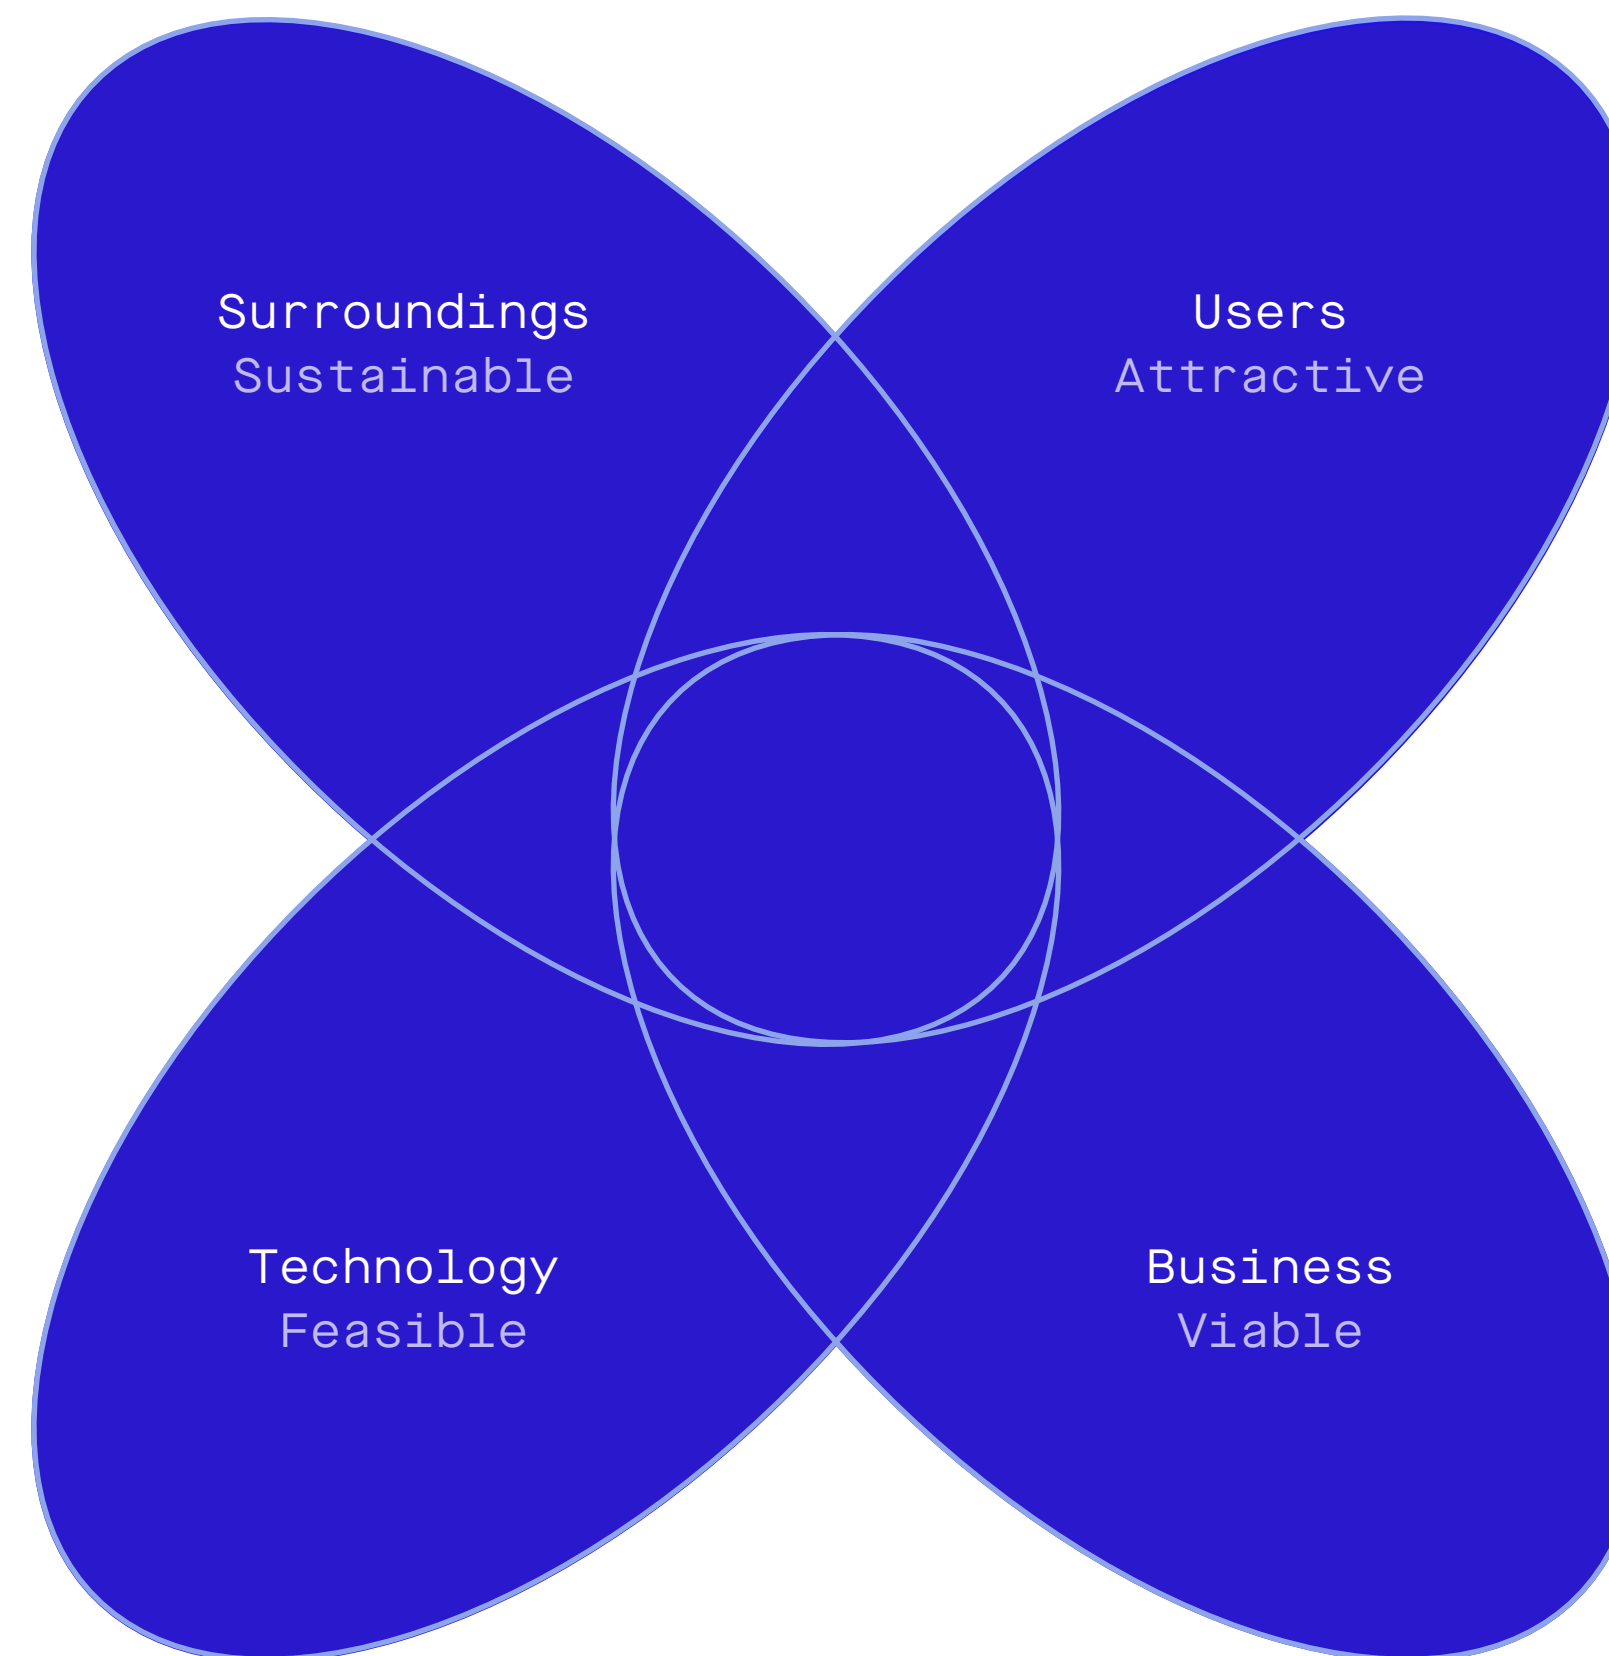 Surroundings
Sustainable
Users
Attractive
Technology
Feasible
Business
Viable